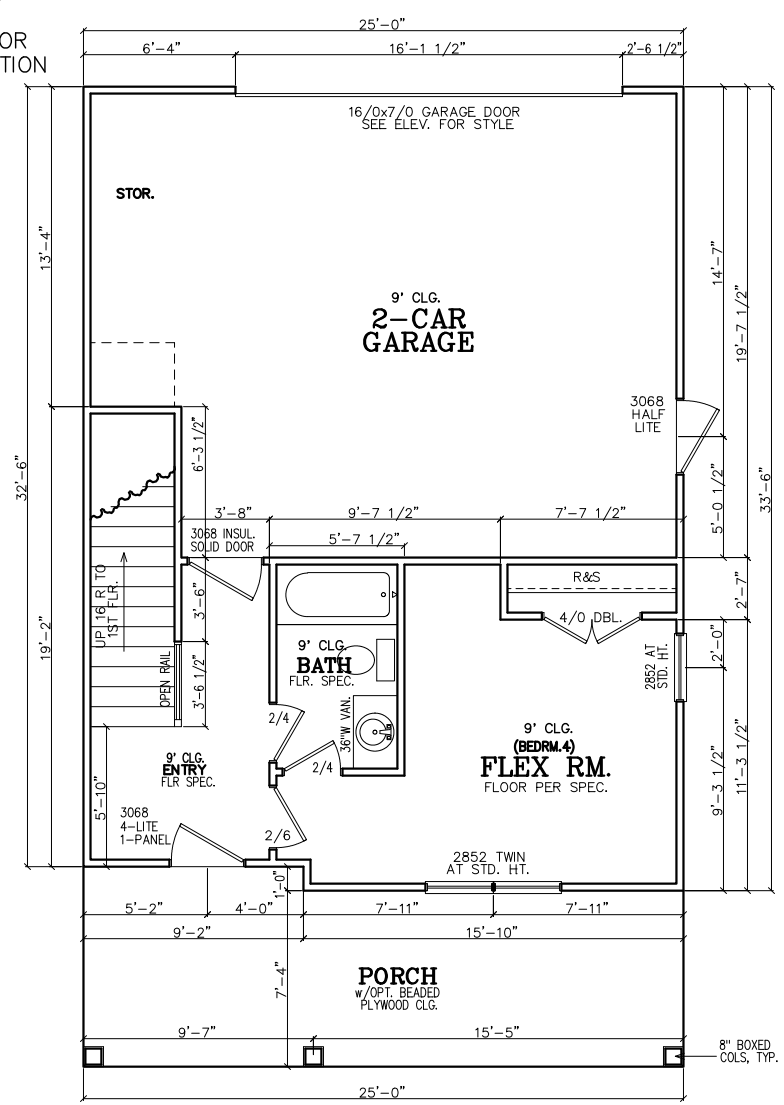 OR
TION
25'-0"
6'-4"
16'-1 1/2"
2'-6 1/2"
16/0x7/0 GARAGE DOOR
SEE ELEV. FOR STYLE
STOR.
13'-4"
14'-7"
19'-7 1/2"
9' CLG.
2-CAR
GARAGE
3068
HALF
LITE
6'-3 1/2"
32'-6"
33'-6"
5'-0 1/2"
3'-8"
9'-7 1/2"
7'-7 1/2"
3068 INSUL.
SOLID DOOR
5'-7 1/2"
UP 16 R TO
1ST FLR.
3'-6"
R&S
4/0 DBL.
2'-7"
19'-2"
OPEN RAIL
3'-6 1/2"
9' CLG.
BATH
FLR. SPEC.
2852 AT
STD. HT.
2'-0"
36"W VAN.
2/4
2/4
9' CLG.
(BEDRM.4)
FLEX RM.
FLOOR PER SPEC.
9' CLG.
ENTRY
FLR SPEC.
5'-10"
9'-3 1/2"
11'-3 1/2"
3068
4-LITE
1-PANEL
2/6
2852 TWIN
AT STD. HT.
1'-0"
5'-2"
4'-0"
7'-11"
7'-11"
9'-2"
15'-10"
7'-4"
PORCH
w/OPT. BEADED
PLYWOOD CLG.
9'-7"
15'-5"
8" BOXED
COLS, TYP.
25'-0"